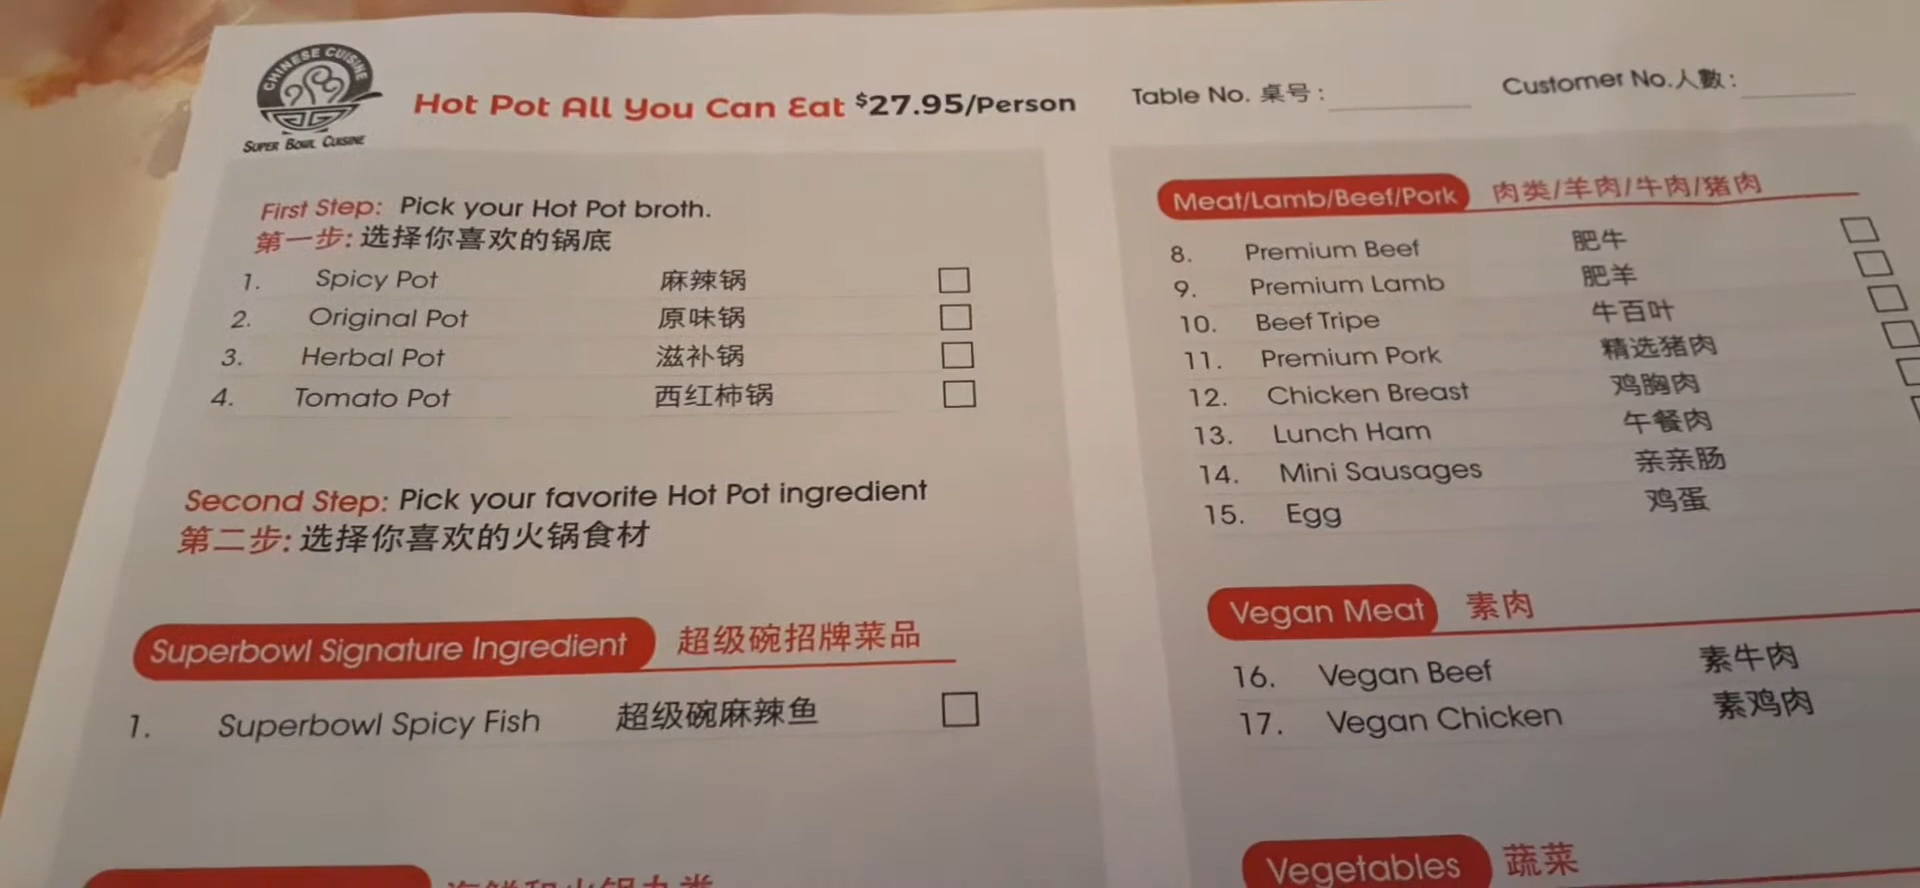 CHINESE CUISINE
SUPER BOWL CUISINE
Hot Pot All You Can Eat $27.95/Person
Table No. 桌号:
Customer No.人數:
First Step: Pick your Hot Pot broth.
第一步: 选择你喜欢的锅底
1. Spicy Pot 麻辣锅
2. Original Pot 原味锅
3. Herbal Pot 滋补锅
4. Tomato Pot 西红柿锅
Second Step: Pick your favorite Hot Pot ingredient
第二步: 选择你喜欢的火锅食材
Superbowl Signature Ingredient 超级碗招牌菜品
1. Superbowl Spicy Fish 超级碗麻辣鱼
Meat/Lamb/Beef/Pork 肉类/羊肉/牛肉/猪肉
8. Premium Beef 肥牛
9. Premium Lamb 肥羊
10. Beef Tripe 牛百叶
11. Premium Pork 精选猪肉
12. Chicken Breast 鸡胸肉
13. Lunch Ham 午餐肉
14. Mini Sausages 亲亲肠
15. Egg 鸡蛋
Vegan Meat 素肉
16. Vegan Beef 素牛肉
17. Vegan Chicken 素鸡肉
Vegetables 蔬菜